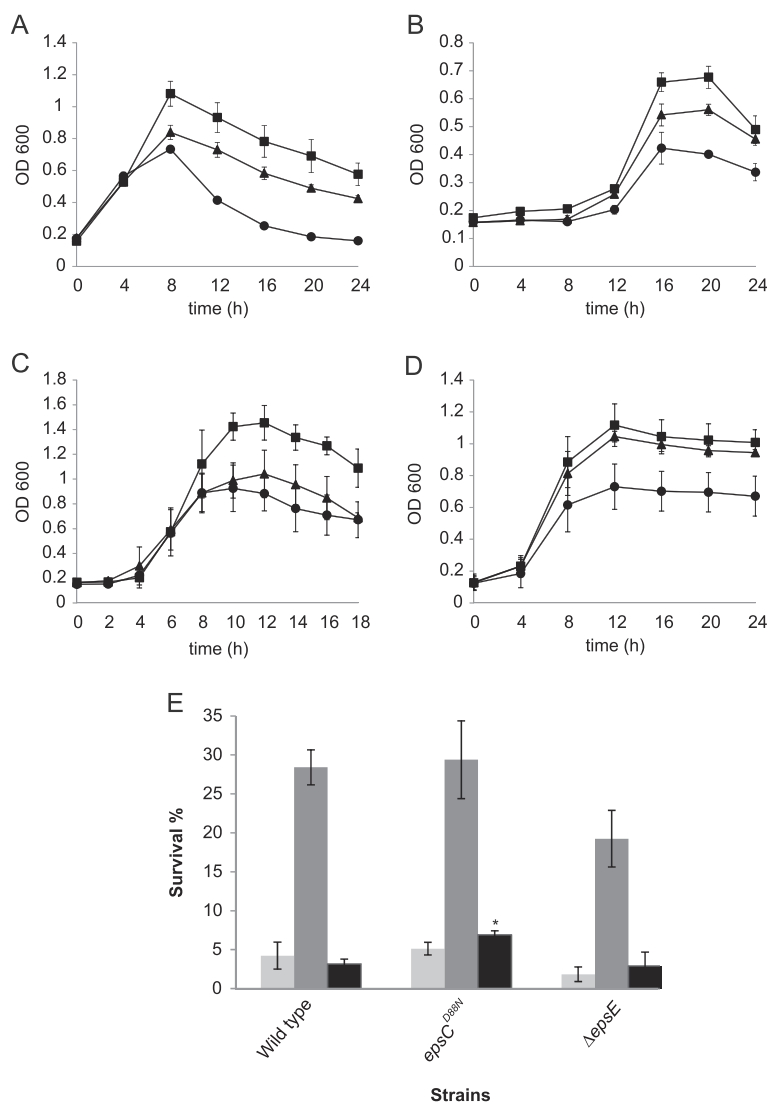 A
B
1.4
1.2
1
0.8
0.6
0.4
0.2
0
OD 600
0 4 8 12 16 20 24
time (h)
0.8
0.7
0.6
0.5
0.4
0.3
0.2
0.1
OD 600
0 4 8 12 16 20 24
time (h)
C
D
1.8
1.6
1.4
1.2
1
0.8
0.6
0.4
0.2
0
OD 600
0 2 4 6 8 10 12 14 16 18
time (h)
1.4
1.2
1
0.8
0.6
0.4
0.2
0
OD 600
0 4 8 12 16 20 24
time (h)
E
35
30
25
20
15
10
5
0
Survival %
*
Wild type
epsC D88N
ΔepsE
Strains